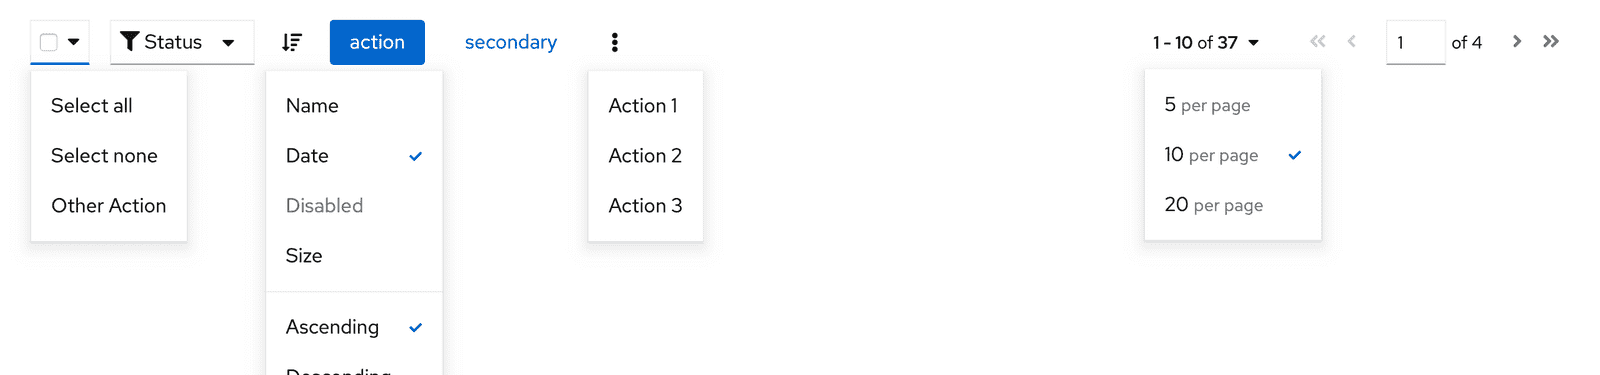 Status
action
secondary
1 - 10 of 37
1
of 4
Select all
Select none
Other Action
Name
Date
Disabled
Size
Ascending
Descending
Action 1
Action 2
Action 3
5 per page
10 per page
20 per page